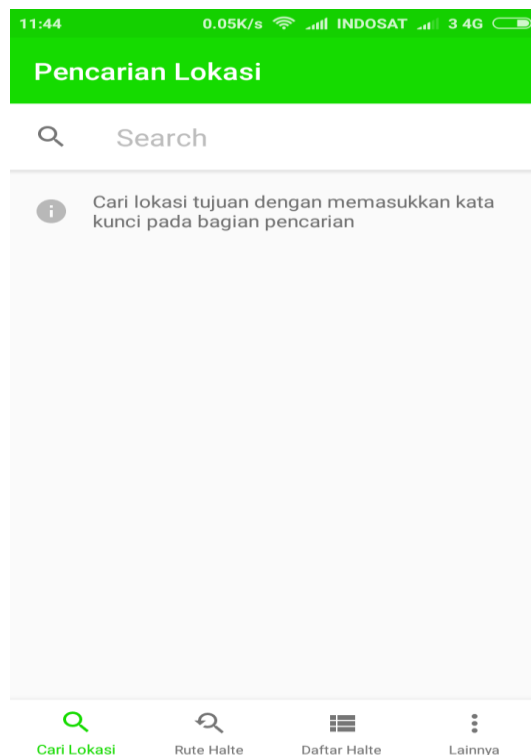 11:44 0.05K/s INDOSAT 3 4G
Pencarian Lokasi
Search
Cari lokasi tujuan dengan memasukkan kata
kunci pada bagian pencarian
Cari Lokasi Rute Halte Daftar Halte Lainnya